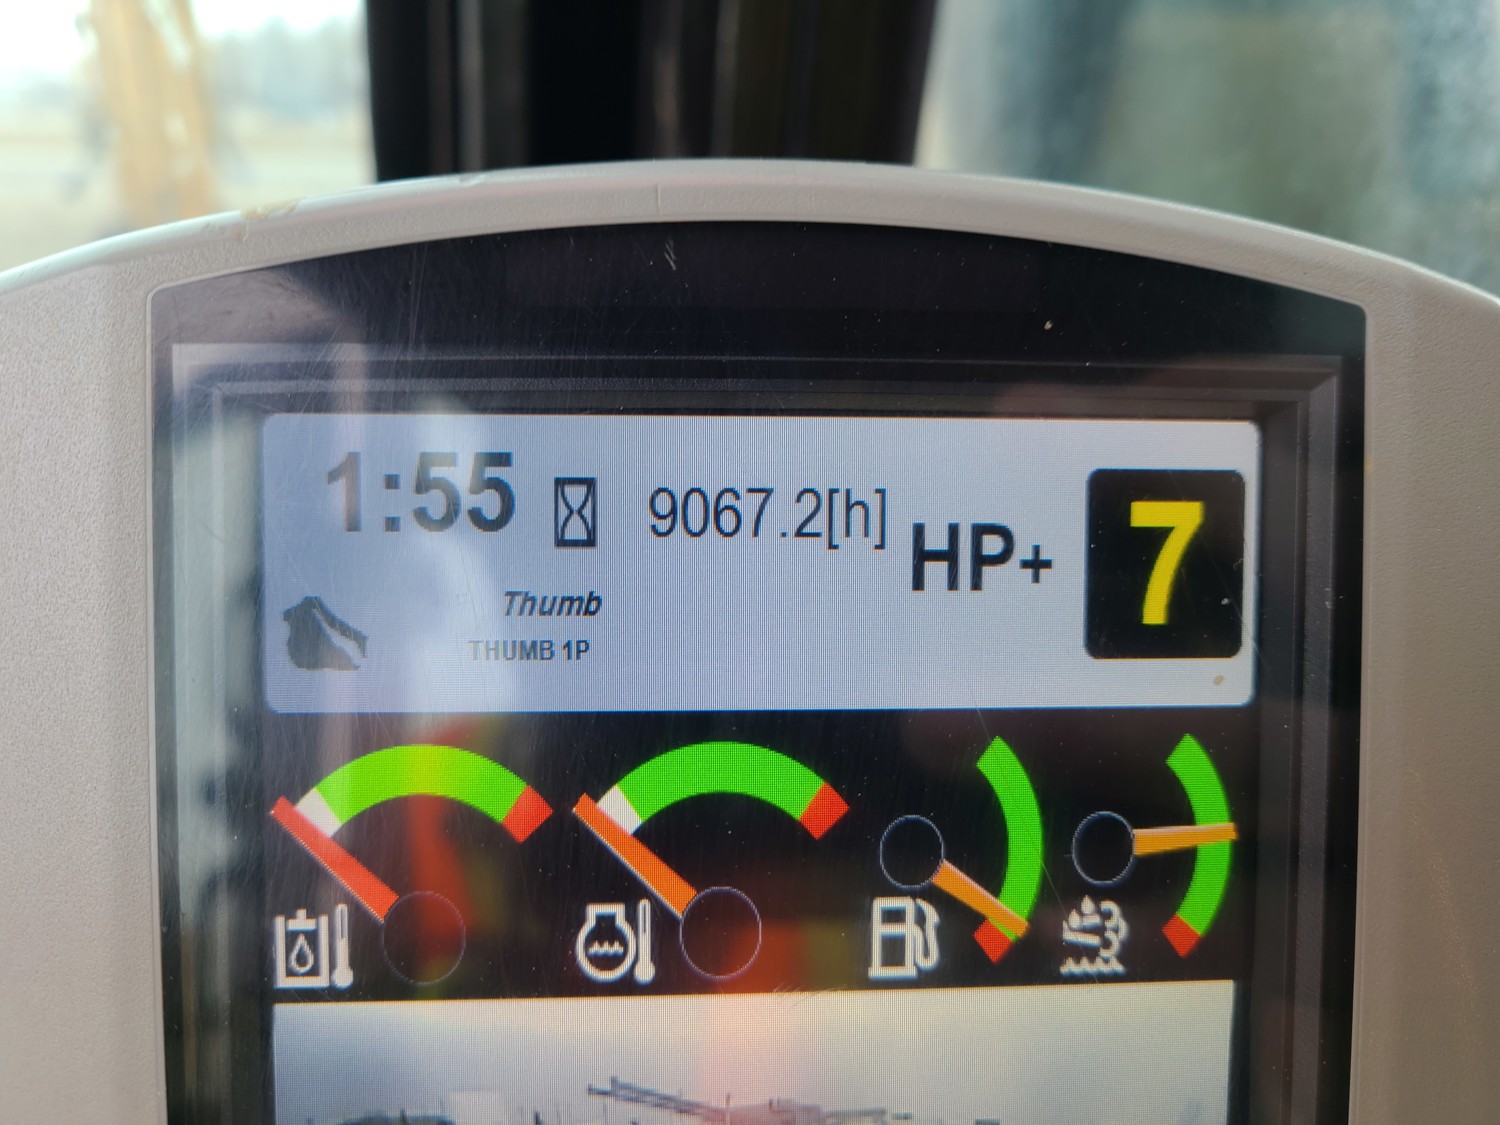 1:55 9067.2[h] HP+ 7
Thumb
THUMB 1P